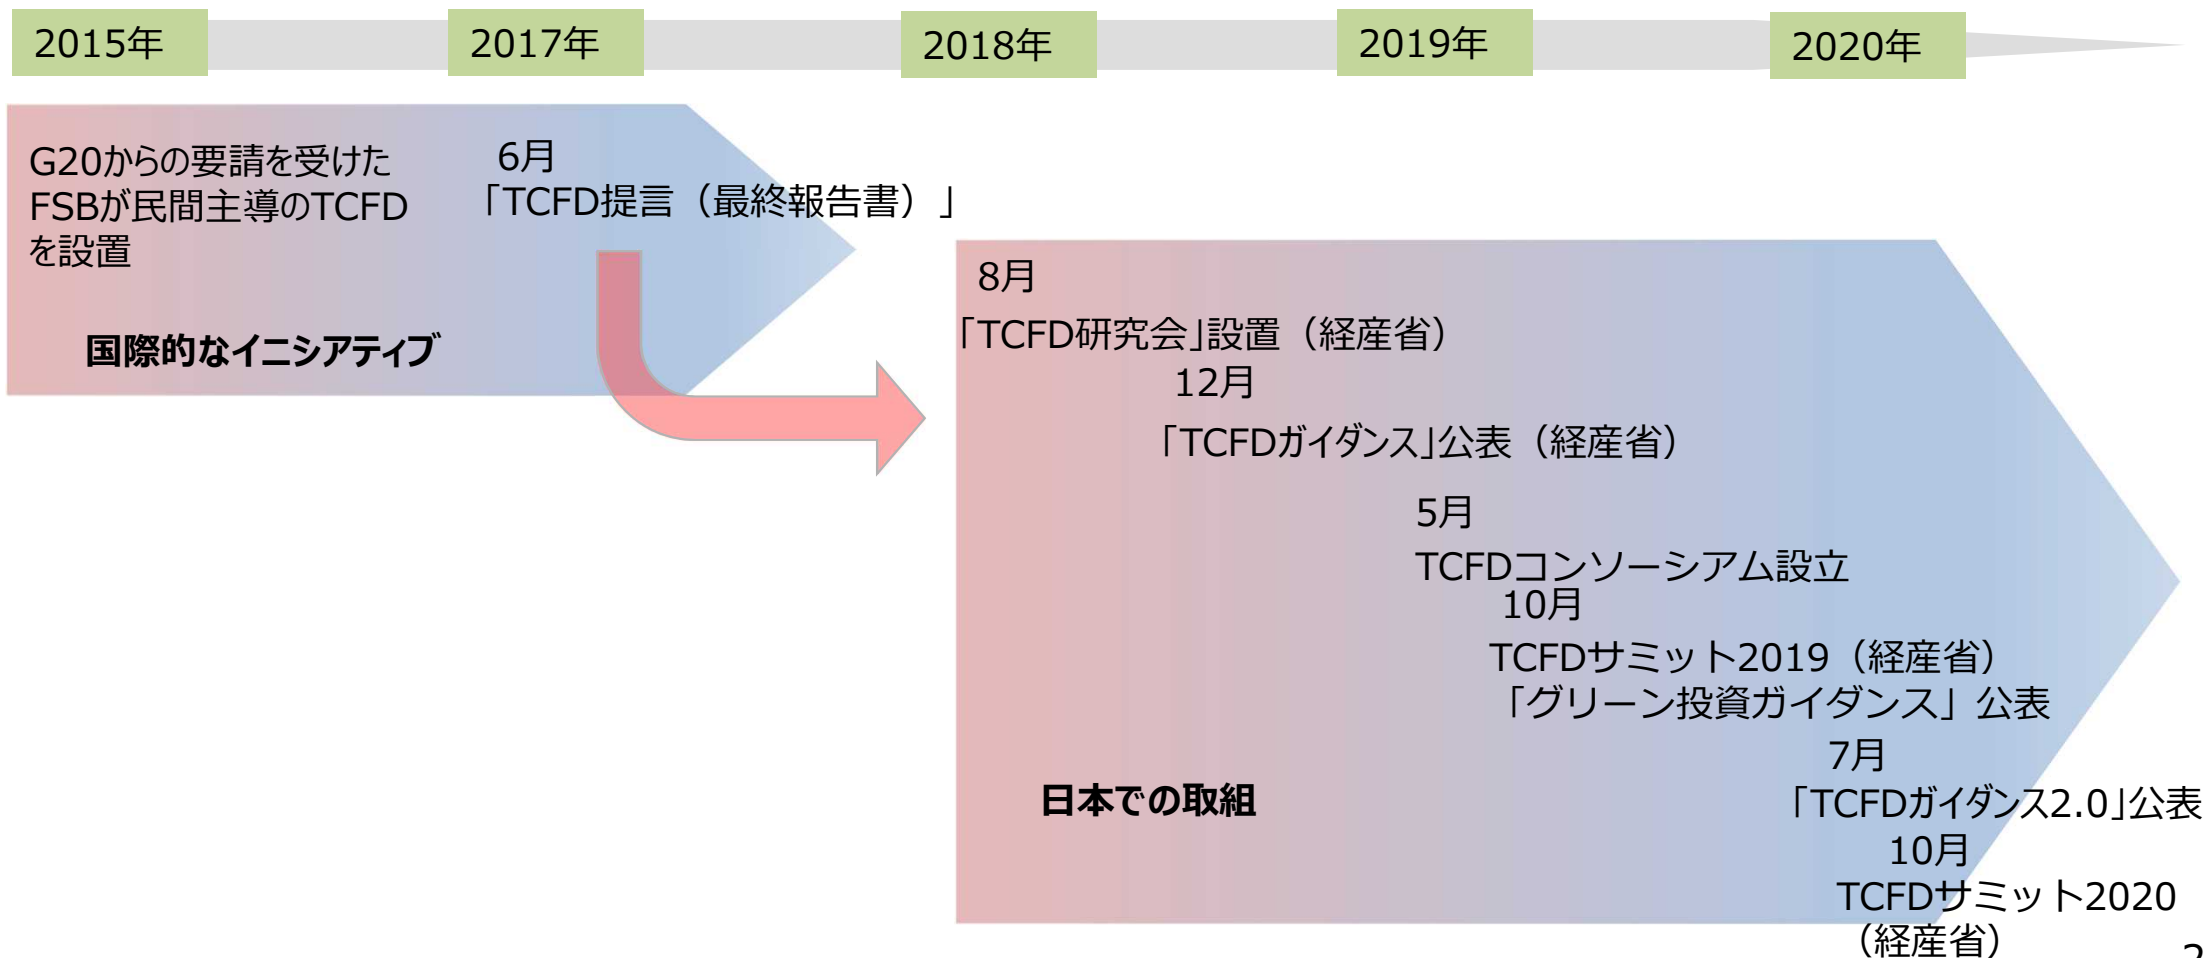 2015年
2017年
2018年
2019年
2020年
G20からの要請を受けた
FSBが民間主導のTCFD
を設置
国際的なイニシアティブ
6月
「TCFD提言（最終報告書）」
8月
「TCFD研究会」設置（経産省）
12月
「TCFDガイダンス」公表（経産省）
5月
TCFDコンソーシアム設立
10月
TCFDサミット2019（経産省）
「グリーン投資ガイダンス」公表
日本での取組
7月
「TCFDガイダンス2.0」公表
10月
TCFDサミット2020
（経産省）